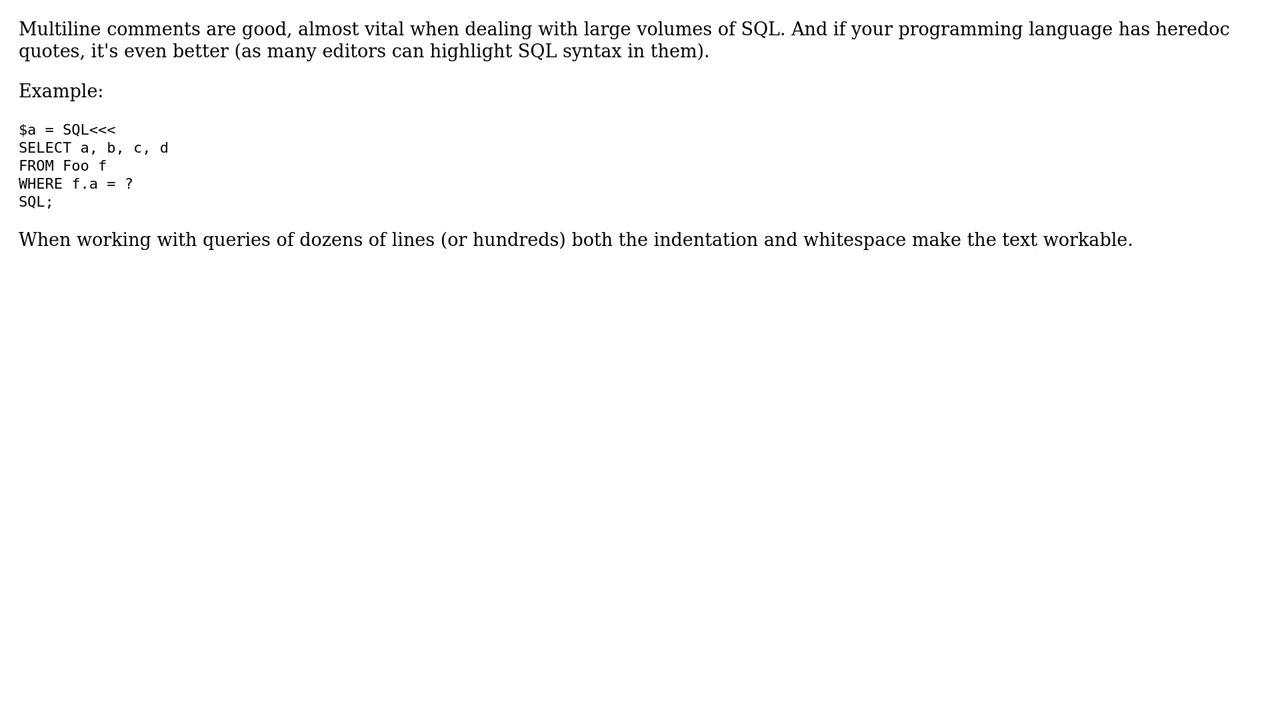 Multiline comments are good, almost vital when dealing with large volumes of SQL. And if your programming language has heredoc
quotes, it's even better (as many editors can highlight SQL syntax in them).
Example:
$a = SQL<<<
SELECT a, b, c, d
FROM Foo f
WHERE f.a = ?
SQL;
When working with queries of dozens of lines (or hundreds) both the indentation and whitespace make the text workable.